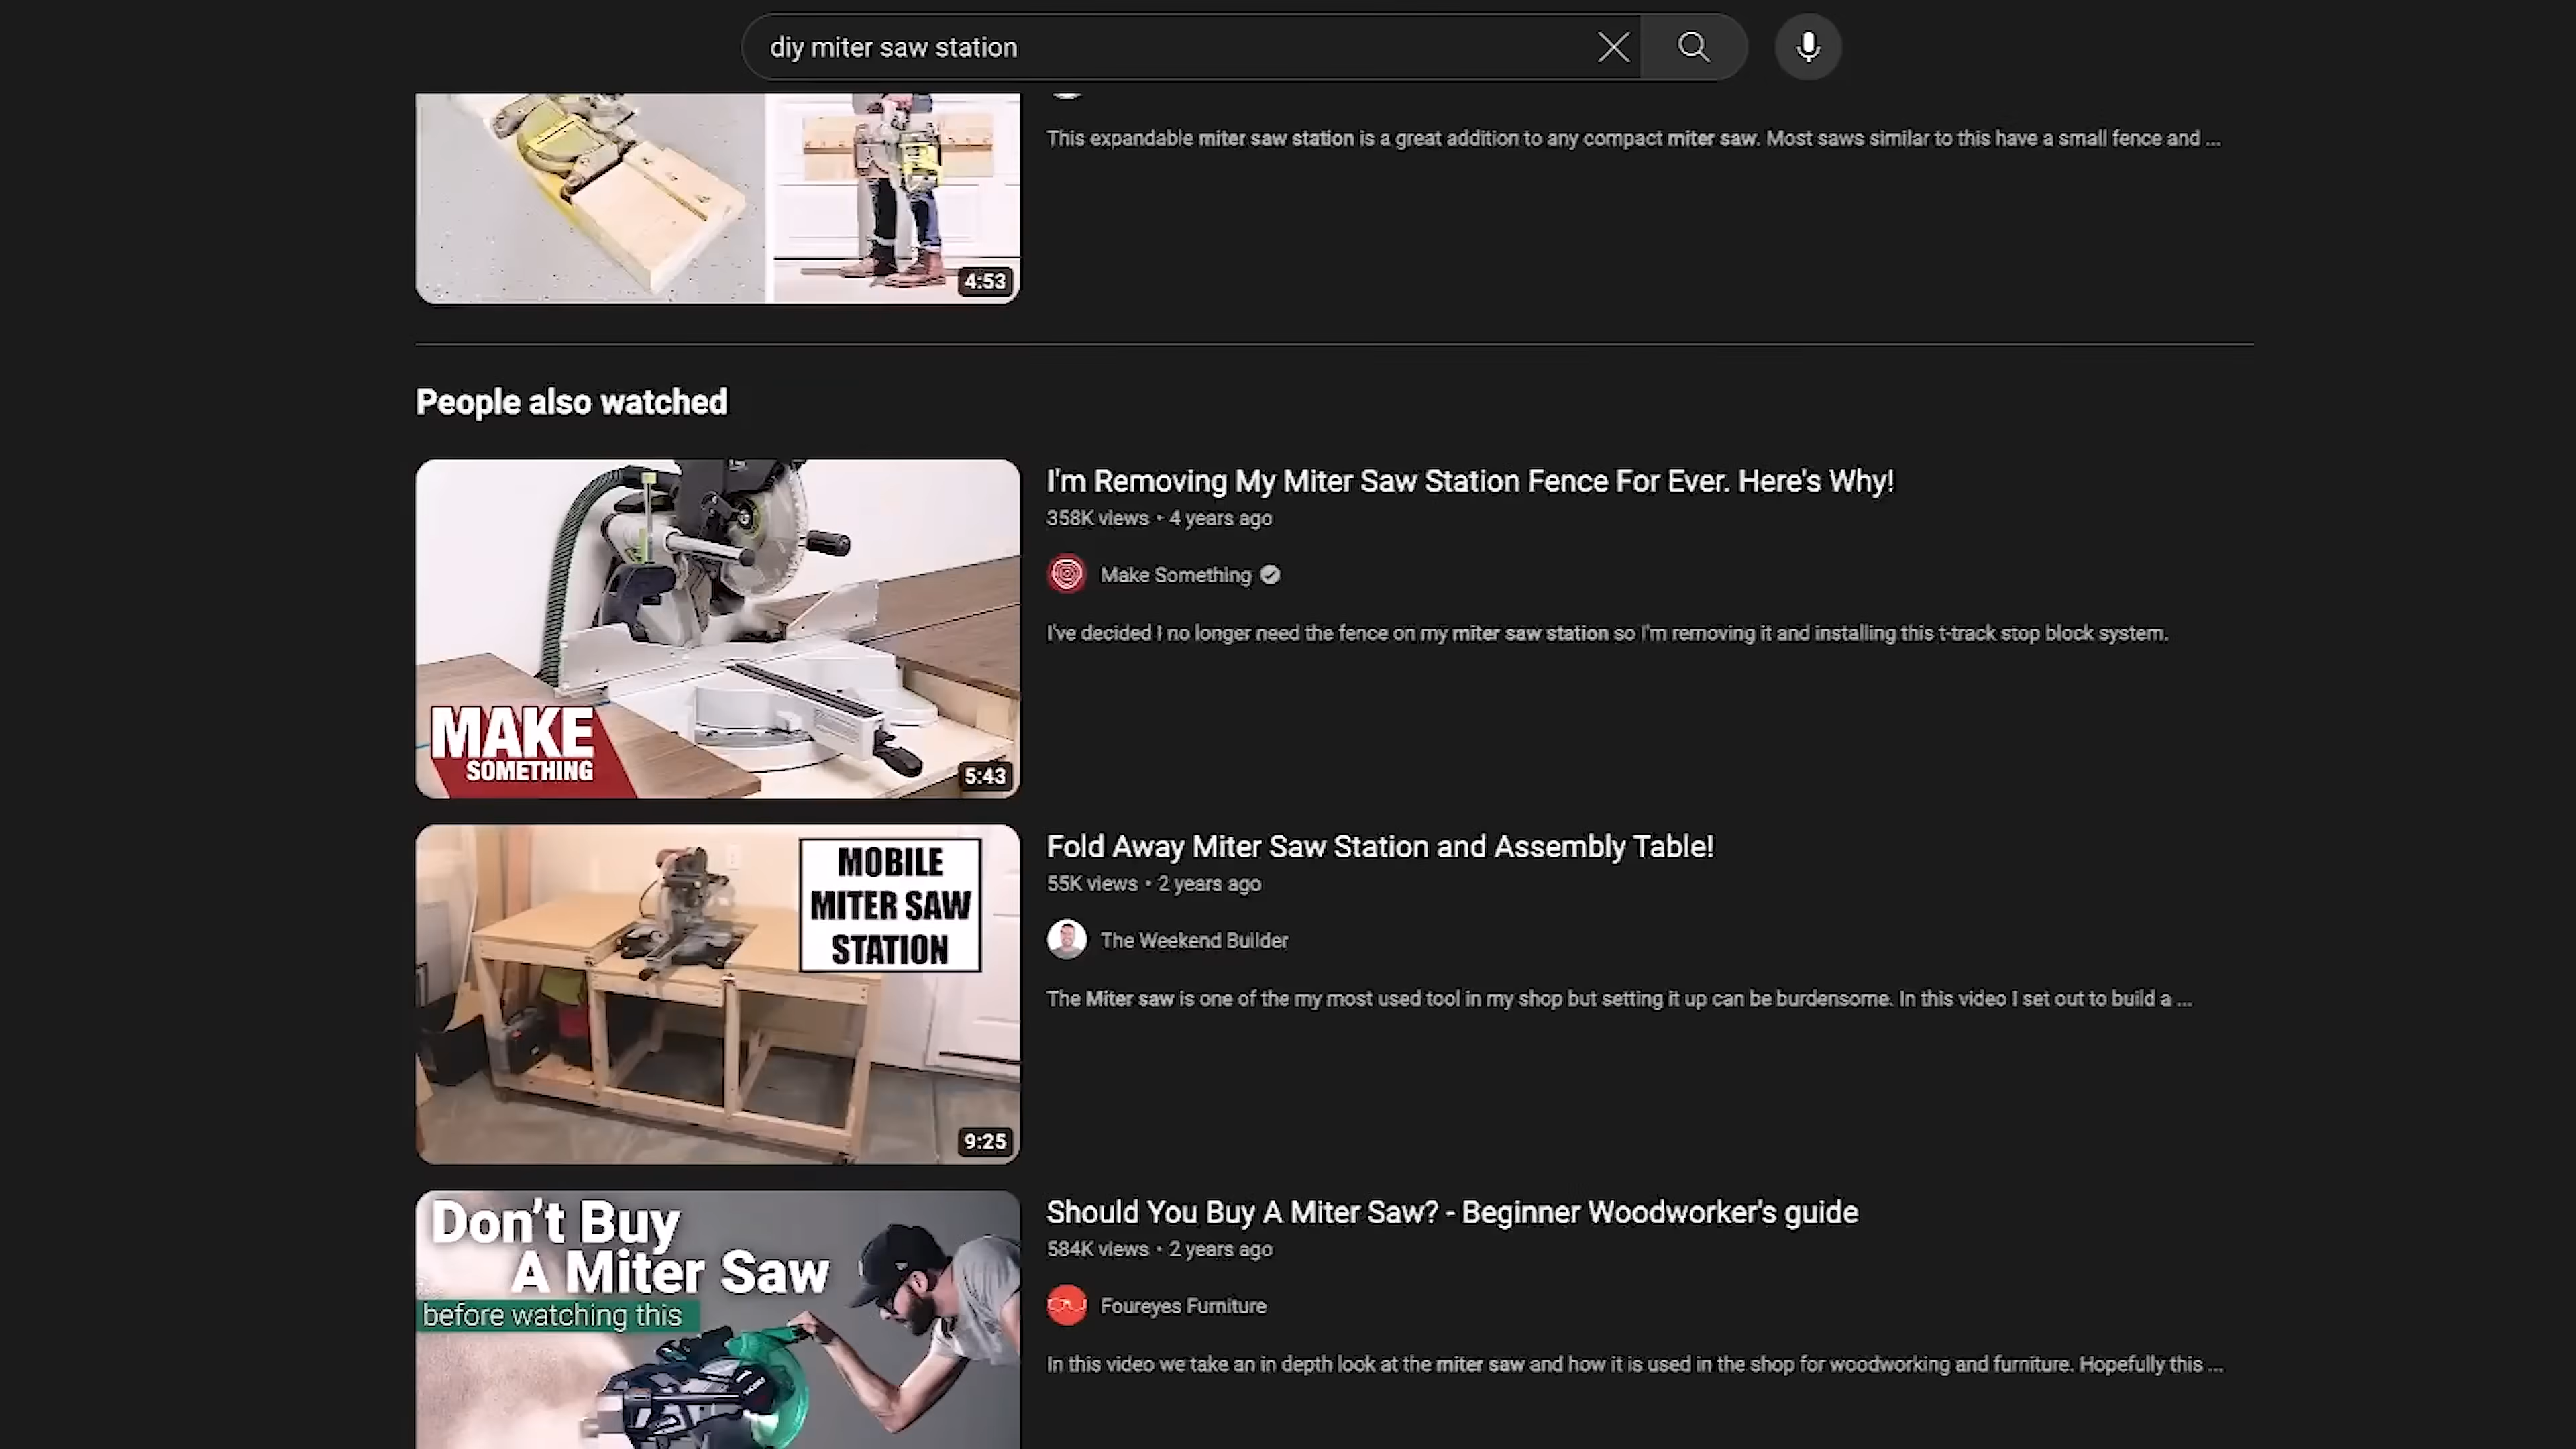 diy miter saw station
This expandable miter saw station is a great addition to any compact miter saw. Most saws similar to this have a small fence and ...
4:53
People also watched
I'm Removing My Miter Saw Station Fence For Ever. Here's Why!
358K views • 4 years ago
Make Something
I've decided I no longer need the fence on my miter saw station so I'm removing it and installing this t-track stop block system.
MAKE
SOMETHING
5:43
MOBILE
MITER SAW
STATION
9:25
Fold Away Miter Saw Station and Assembly Table!
55K views • 2 years ago
The Weekend Builder
The Miter saw is one of the my most used tool in my shop but setting it up can be burdensome. In this video I set out to build a ...
Don't Buy
A Miter Saw
before watching this
Should You Buy A Miter Saw? - Beginner Woodworker's guide
584K views • 2 years ago
Foureyes Furniture
In this video we take an in depth look at the miter saw and how it is used in the shop for woodworking and furniture. Hopefully this ...